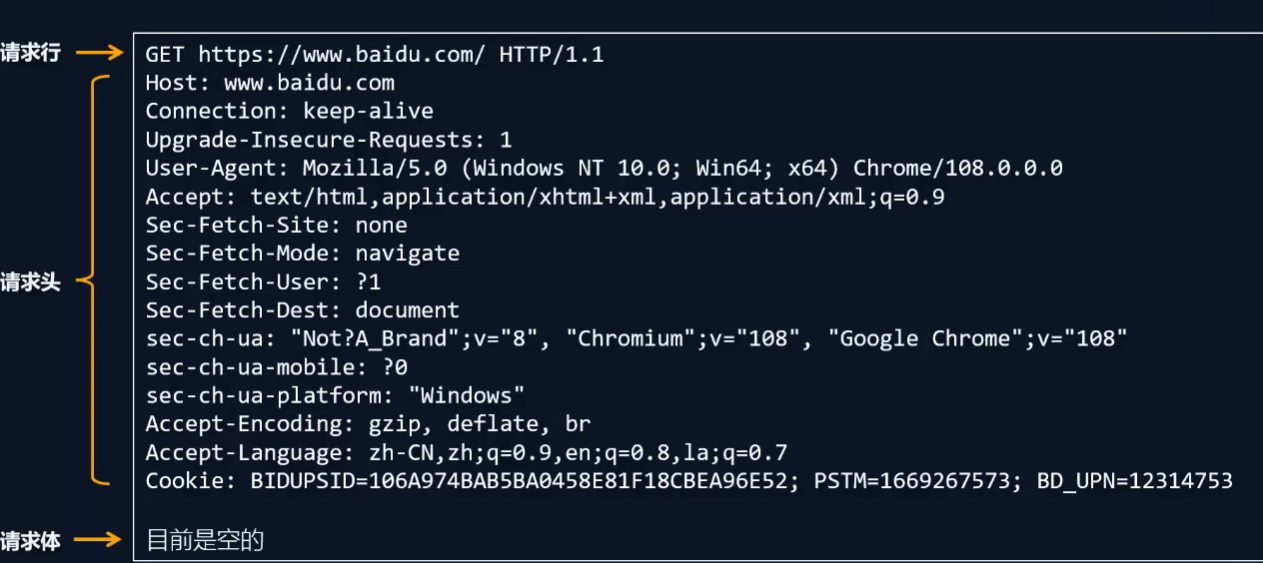 请求行
GET https://www.baidu.com/ HTTP/1.1
Host: www.baidu.com
Connection: keep-alive
Upgrade-Insecure-Requests: 1
User-Agent: Mozilla/5.0 (Windows NT 10.0; Win64; x64) Chrome/108.0.0.0
Accept: text/html,application/xhtml+xml,application/xml;q=0.9
Sec-Fetch-Site: none
Sec-Fetch-Mode: navigate
请求头
Sec-Fetch-User: ?1
Sec-Fetch-Dest: document
sec-ch-ua: "Not?A_Brand";v="8", "Chromium";v="108", "Google Chrome";v="108"
sec-ch-ua-mobile: ?0
sec-ch-ua-platform: "Windows"
Accept-Encoding: gzip, deflate, br
Accept-Language: zh-CN,zh;q=0.9,en;q=0.8,la;q=0.7
Cookie: BIDUPSID=106A974BAB5BA0458E81F18CBEA96E52; PSTM=1669267573; BD_UPN=12314753
请求体
目前是空的